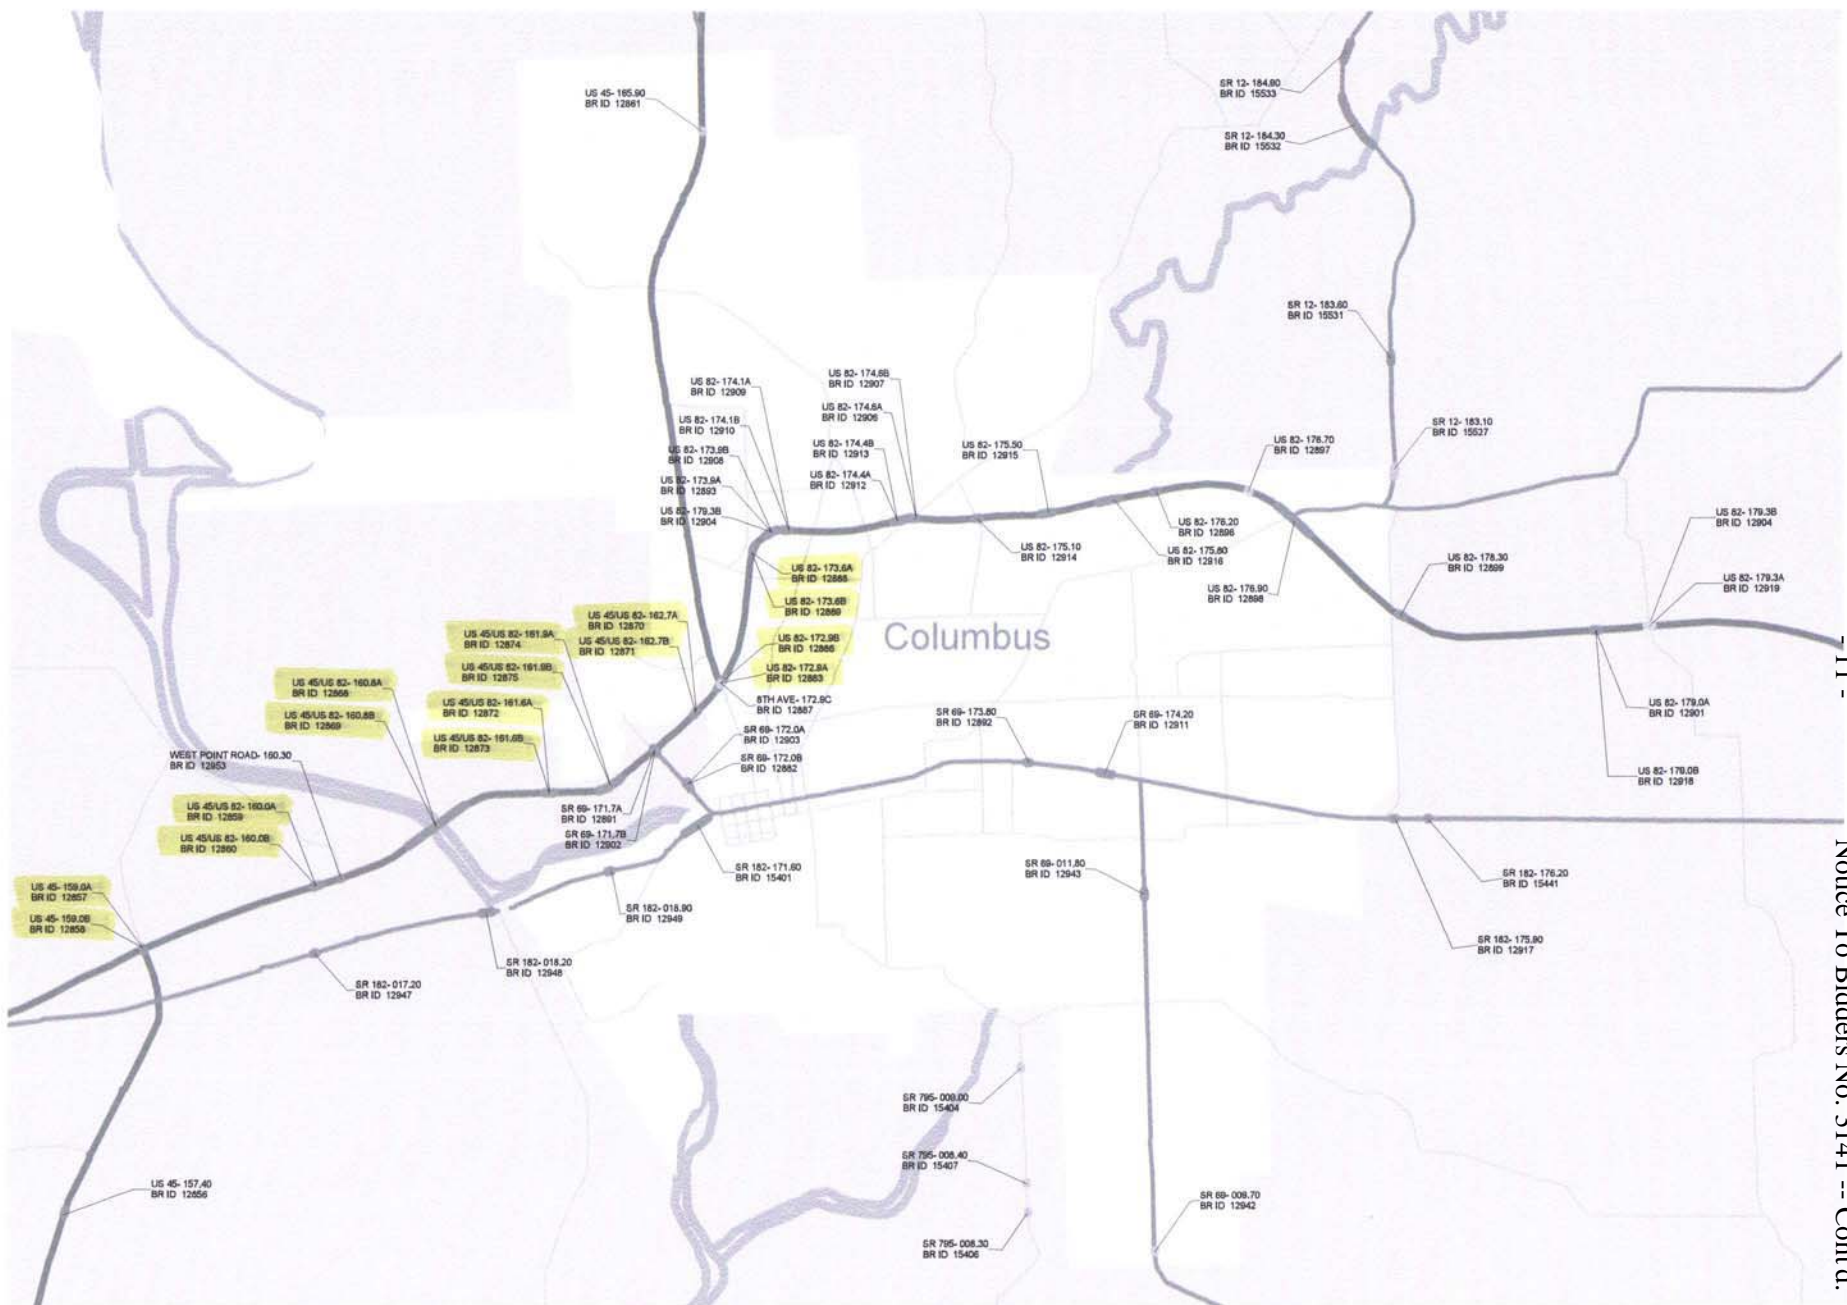 US 45- 165.90
BR ID 12861
SR 12- 184.90
BR ID 15533
SR 12- 184.30
BR ID 15532
SR 12- 183.60
BR ID 15531
US 82- 174.1A
BR ID 12909
US 82- 174.6B
BR ID 12907
US 82- 174.1B
BR ID 12910
US 82- 174.6A
BR ID 12906
US 82- 173.9B
BR ID 12908
US 82- 174.4B
BR ID 12913
US 82- 175.50
BR ID 12915
US 82- 176.70
BR ID 12897
SR 12- 183.10
BR ID 15527
US 82- 173.9A
BR ID 12893
US 82- 174.4A
BR ID 12912
US 82- 179.3B
BR ID 12904
US 82- 175.10
BR ID 12914
US 82- 176.20
BR ID 12896
US 82- 175.80
BR ID 12916
US 82- 179.3B
BR ID 12904
US 82- 178.30
BR ID 12899
US 82- 179.3A
BR ID 12919
US 82- 176.90
BR ID 12898
US 82- 173.6A
BR ID 12888
US 82- 173.6B
BR ID 12889
US 45/US 82- 162.7A
BR ID 12870
US 45/US 82- 162.7B
BR ID 12871
US 82- 172.9B
BR ID 12886
US 82- 172.9A
BR ID 12883
Columbus
US 45/US 82- 161.9A
BR ID 12874
US 45/US 82- 161.9B
BR ID 12875
US 45/US 82- 160.8A
BR ID 12868
US 45/US 82- 160.8B
BR ID 12869
US 45/US 82- 161.6A
BR ID 12872
US 45/US 82- 161.6B
BR ID 12873
8TH AVE- 172.9C
BR ID 12887
SR 69- 172.0A
BR ID 12903
SR 69- 172.0B
BR ID 12882
SR 69- 173.80
BR ID 12892
SR 69- 174.20
BR ID 12911
US 82- 179.0A
BR ID 12901
US 82- 179.0B
BR ID 12918
WEST POINT ROAD- 160.30
BR ID 12953
US 45/US 82- 160.0A
BR ID 12859
US 45/US 82- 160.0B
BR ID 12860
SR 69- 171.7A
BR ID 12891
SR 69- 171.7B
BR ID 12902
SR 182- 171.60
BR ID 15401
SR 69- 011.80
BR ID 12943
SR 182- 176.20
BR ID 15441
US 45- 159.0A
BR ID 12857
US 45- 159.0B
BR ID 12858
SR 182- 018.90
BR ID 12949
SR 182- 175.90
BR ID 12917
SR 182- 018.20
BR ID 12948
SR 182- 017.20
BR ID 12947
SR 795- 009.00
BR ID 15404
SR 795- 008.40
BR ID 15407
SR 795- 008.30
BR ID 15406
SR 69- 009.70
BR ID 12942
US 45- 157.40
BR ID 12856
- 111 -
Notice To Bidders No. 5141 -- Cont'd.